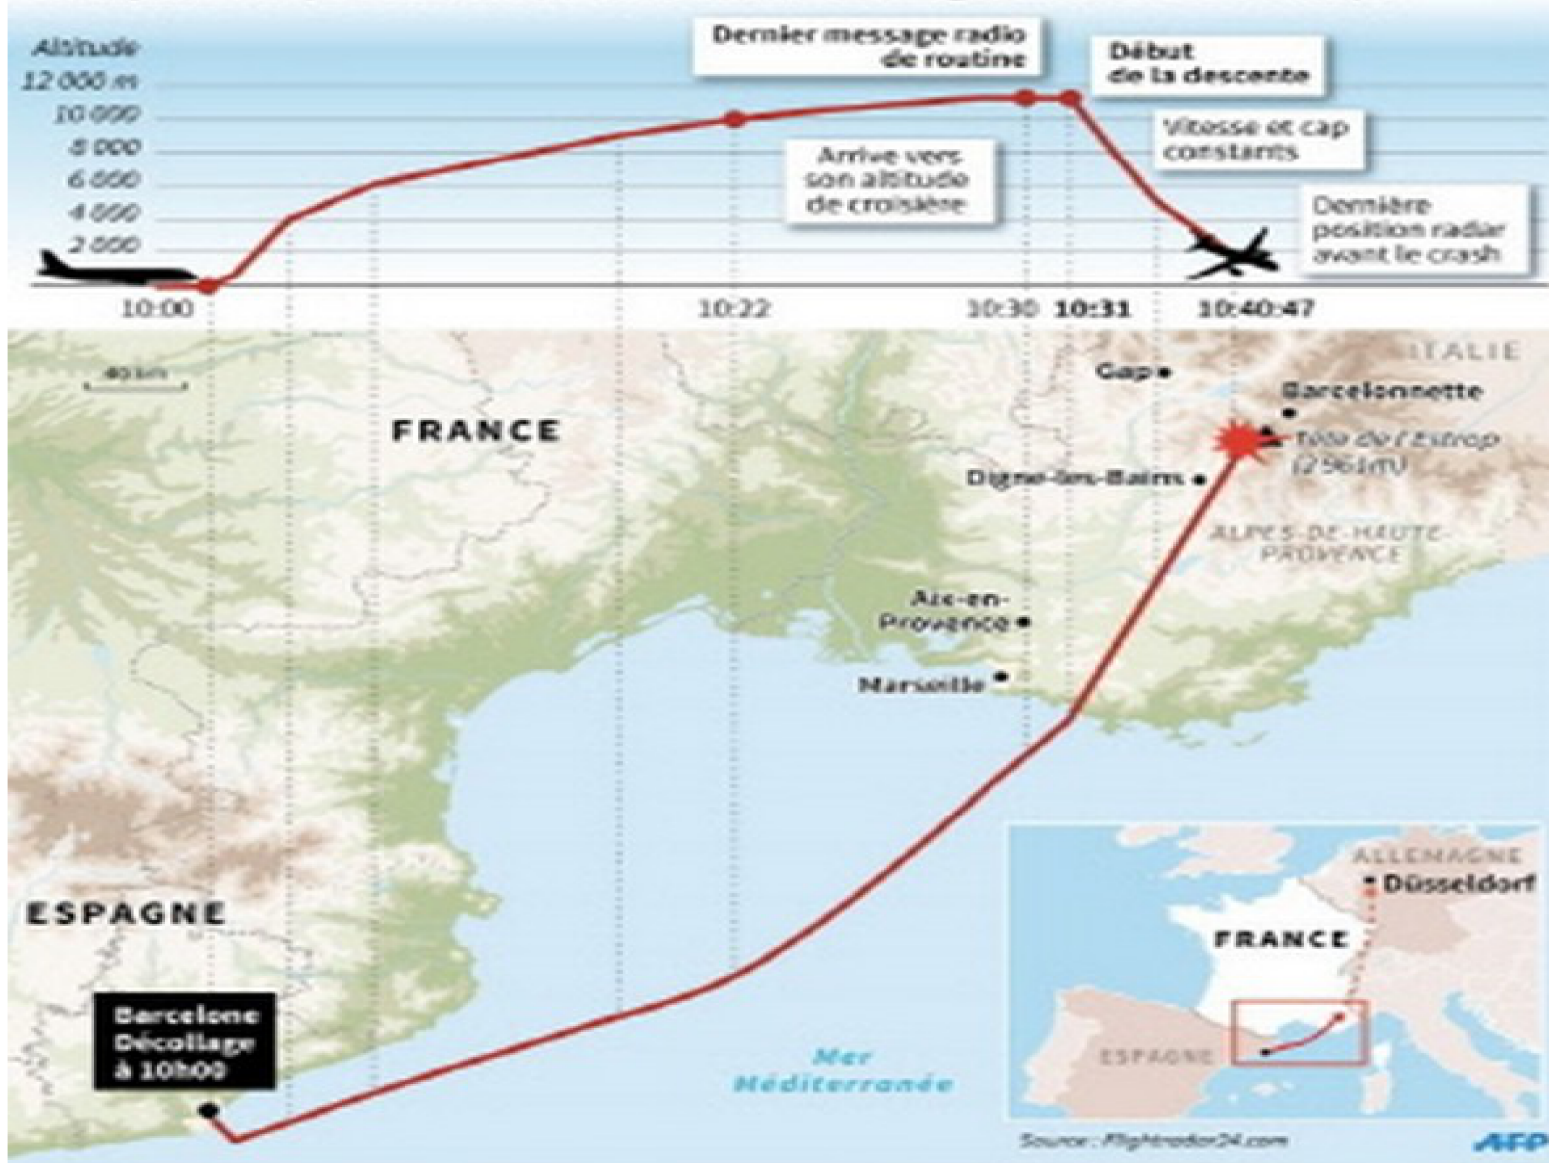 Altitude
12 000 m
10 000
8 000
6 000
4 000
2 000
Dernier message radio
de routine
Début
de la descente
Vitesse et cap
constants
Arrive vers
son altitude
de croisière
Dernière
position radar
avant le crash
10:00
10:22
10:30
10:31
10:40:47
40 km
FRANCE
Gap
ITALIE
Barcelonnette
Tête de l'Estrop
(2 961m)
Digne-les-Bains
ALPES-DE-HAUTE-
PROVENCE
Aix-en-
Provence
Marseille
ESPAGNE
Barcelone
Décollage
à 10h00
Mer
Méditerranée
ALLEMAGNE
Düsseldorf
FRANCE
ESPAGNE
Source : Flightradar24.com
AFP